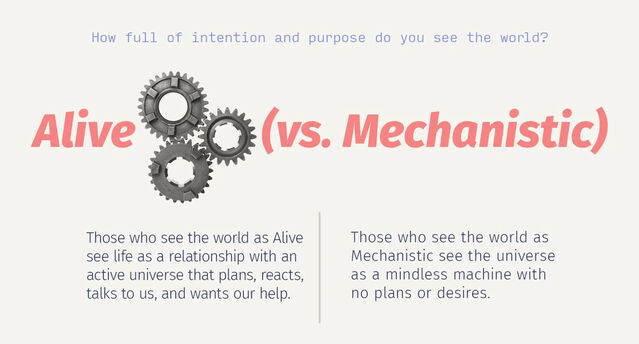 How full of intention and purpose do you see the world?
Alive (vs. Mechanistic)
Those who see the world as Alive
see life as a relationship with an
active universe that plans, reacts,
talks to us, and wants our help.
Those who see the world as
Mechanistic see the universe
as a mindless machine with
no plans or desires.